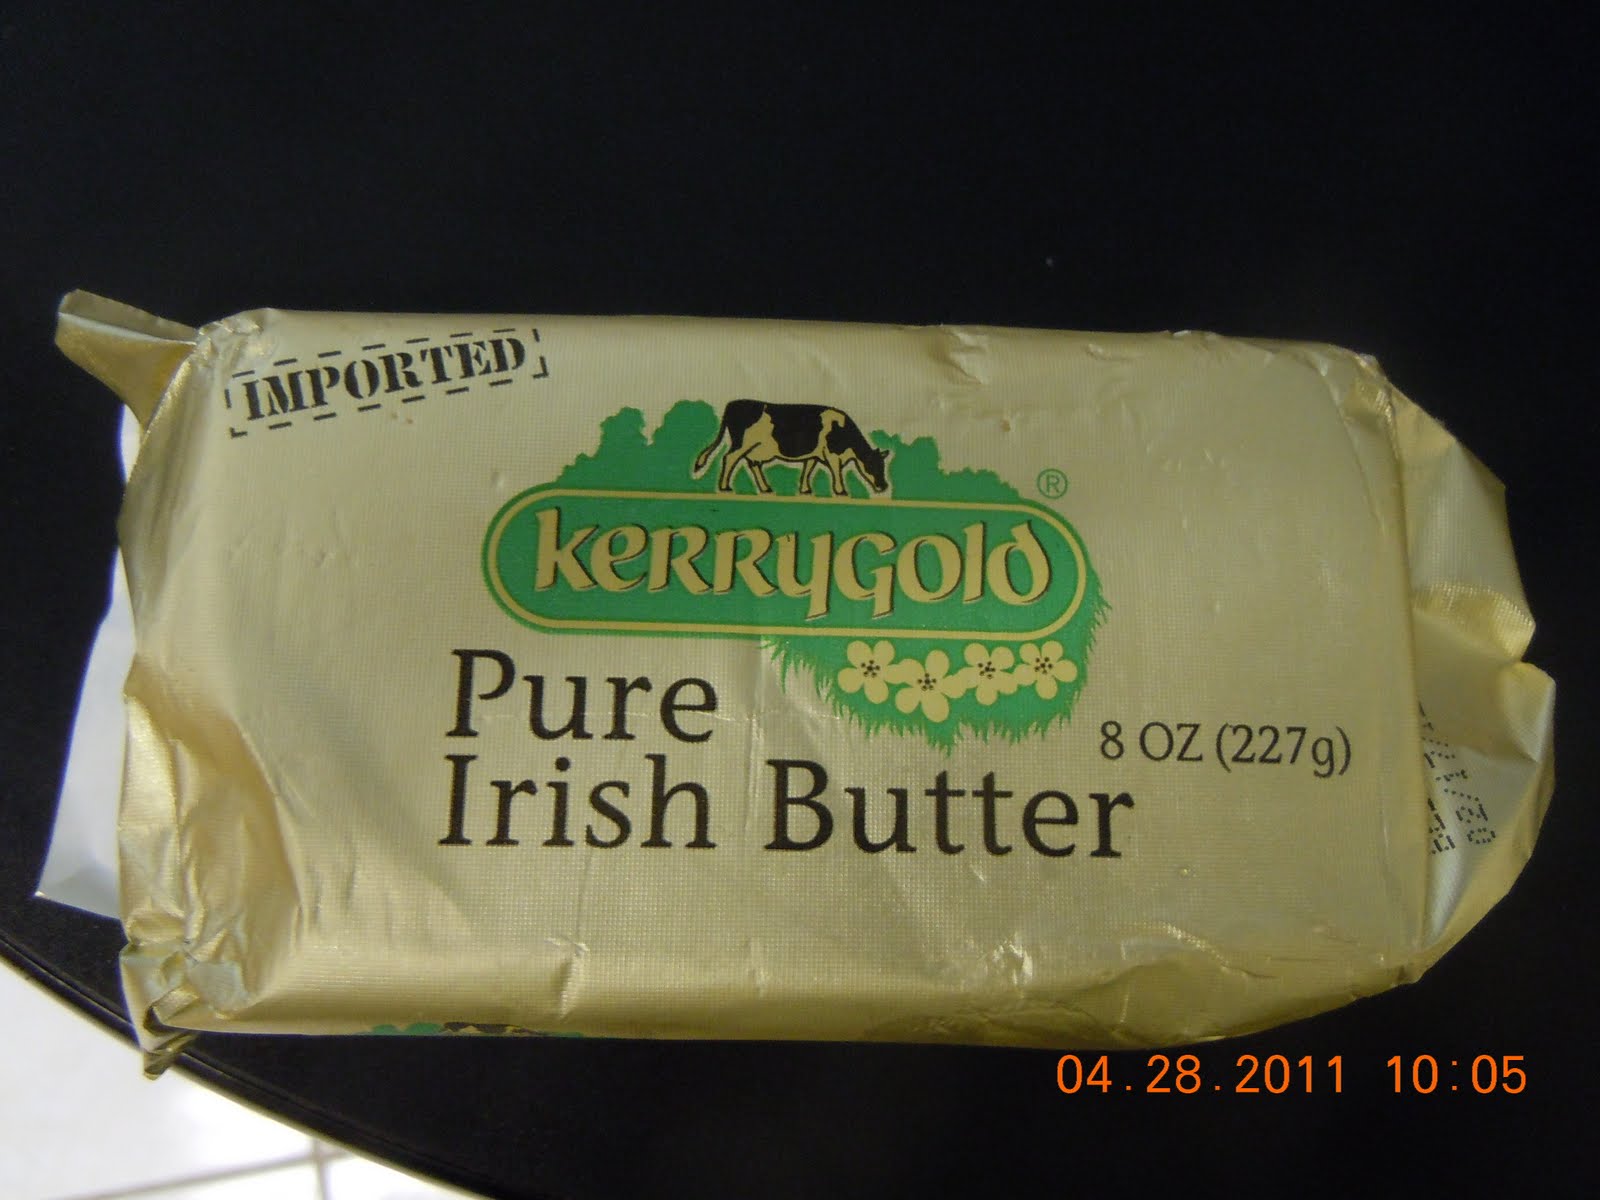 IMPORTED
kerrygold ®
Pure
Irish Butter
8 OZ (227g)
04.28.2011 10:05